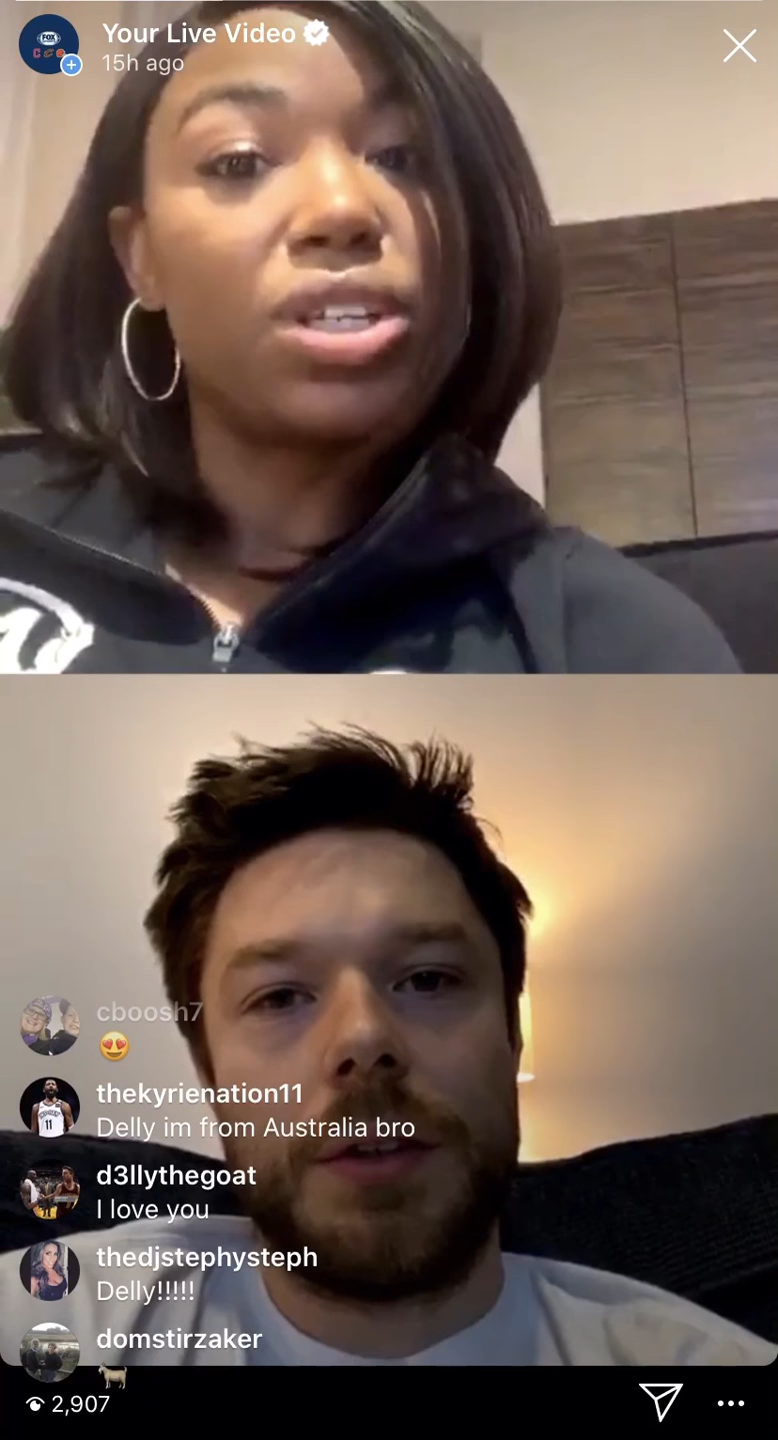 FOX
Your Live Video
15h ago
cboosh7
😍
thekyrienation11
Delly im from Australia bro
d3llythegoat
I love you
thedjstephysteph
Delly!!!!!
domstirzaker
🐐
2,907